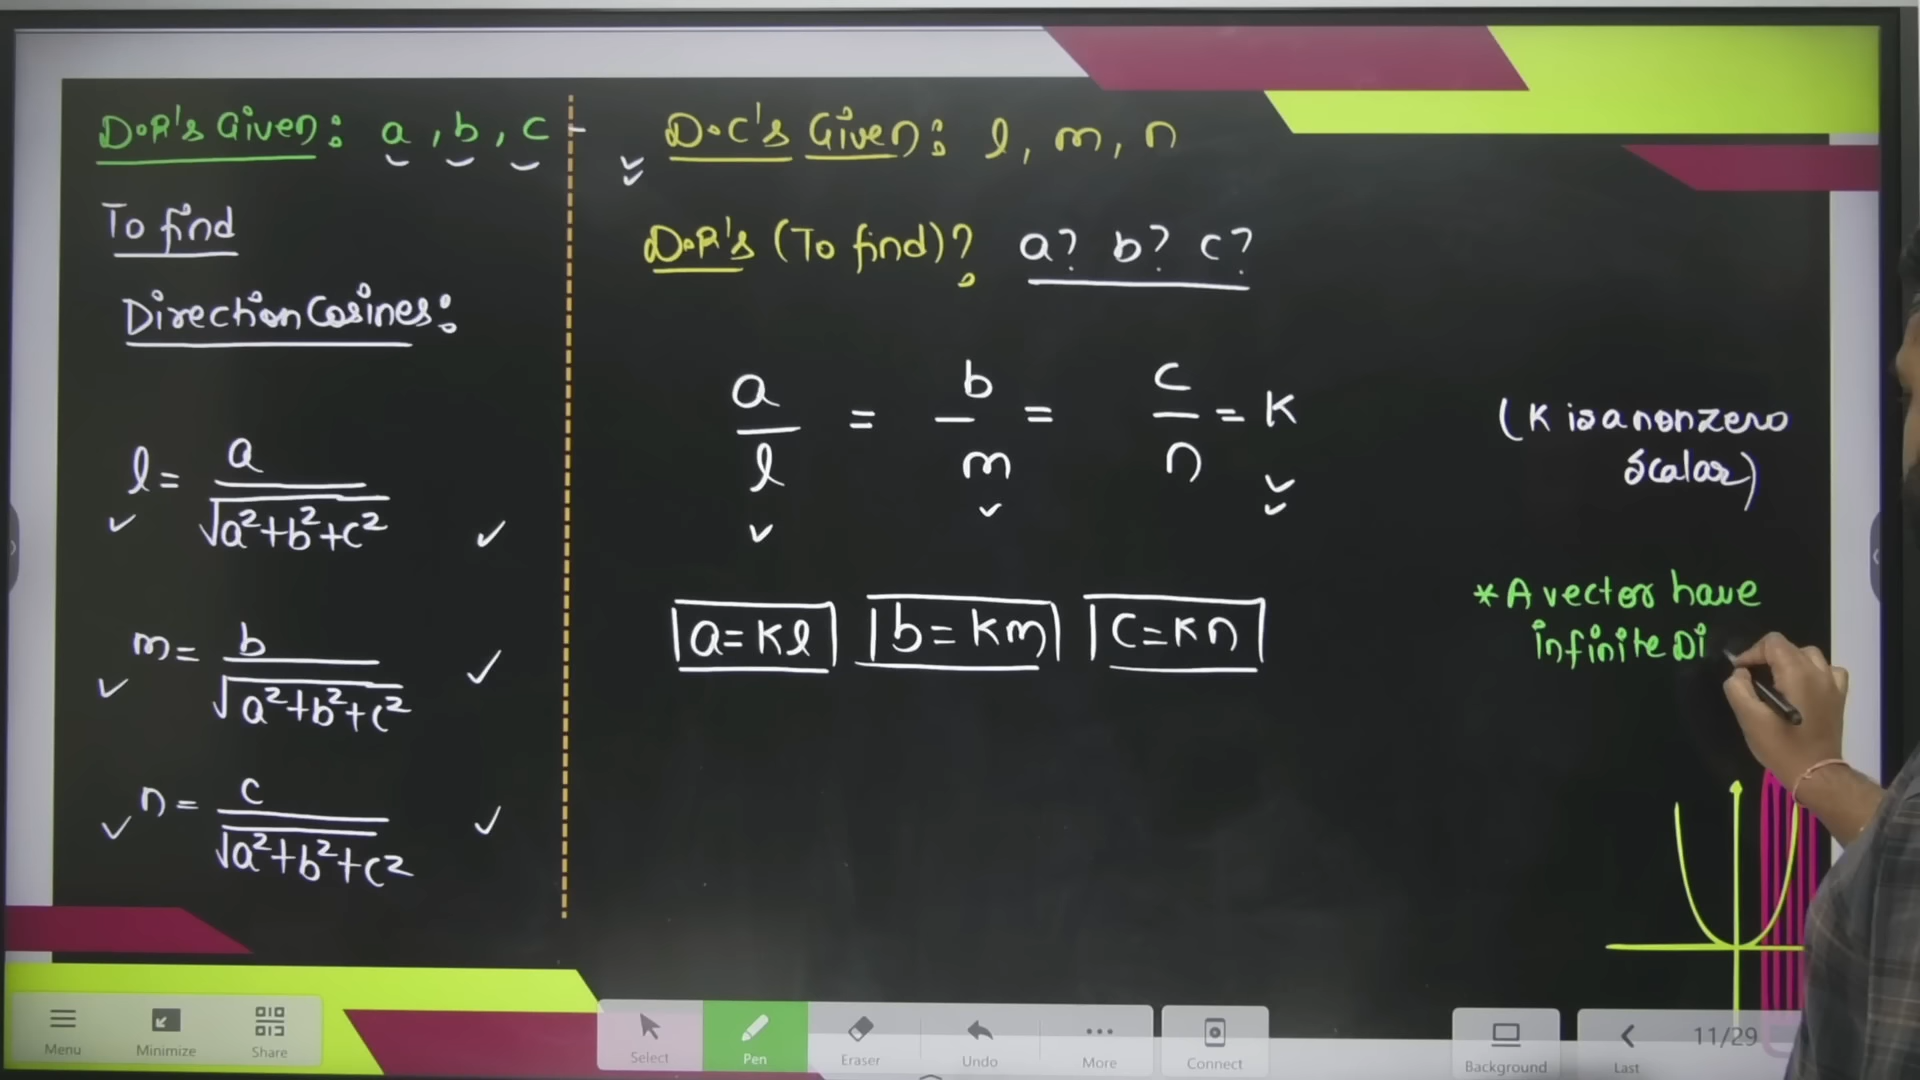 D.R's Given: a, b, c -
To find
Direction Cosines:
l = a / √a²+b²+c²
m = b / √a²+b²+c²
n = c / √a²+b²+c²
D.C's Given: l, m, n
D.R's (To find)? a? b? c?
a/l = b/m = c/n = K
(K is a non zero
scalar)
a = Kl b = Km c = Kn
* A vector have
infinite Di
Menu Minimize Share Select Pen Eraser Undo More Connect Background Last 11/29